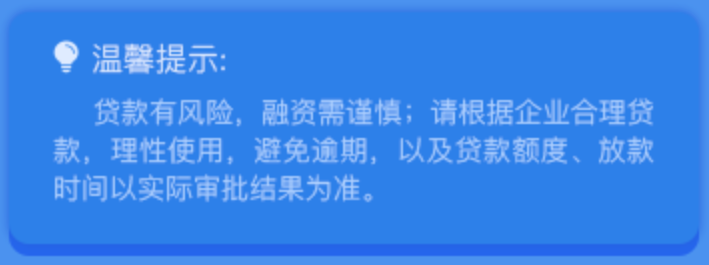 温馨提示:
贷款有风险，融资需谨慎；请根据企业合理贷
款，理性使用，避免逾期，以及贷款额度、放款
时间以实际审批结果为准。